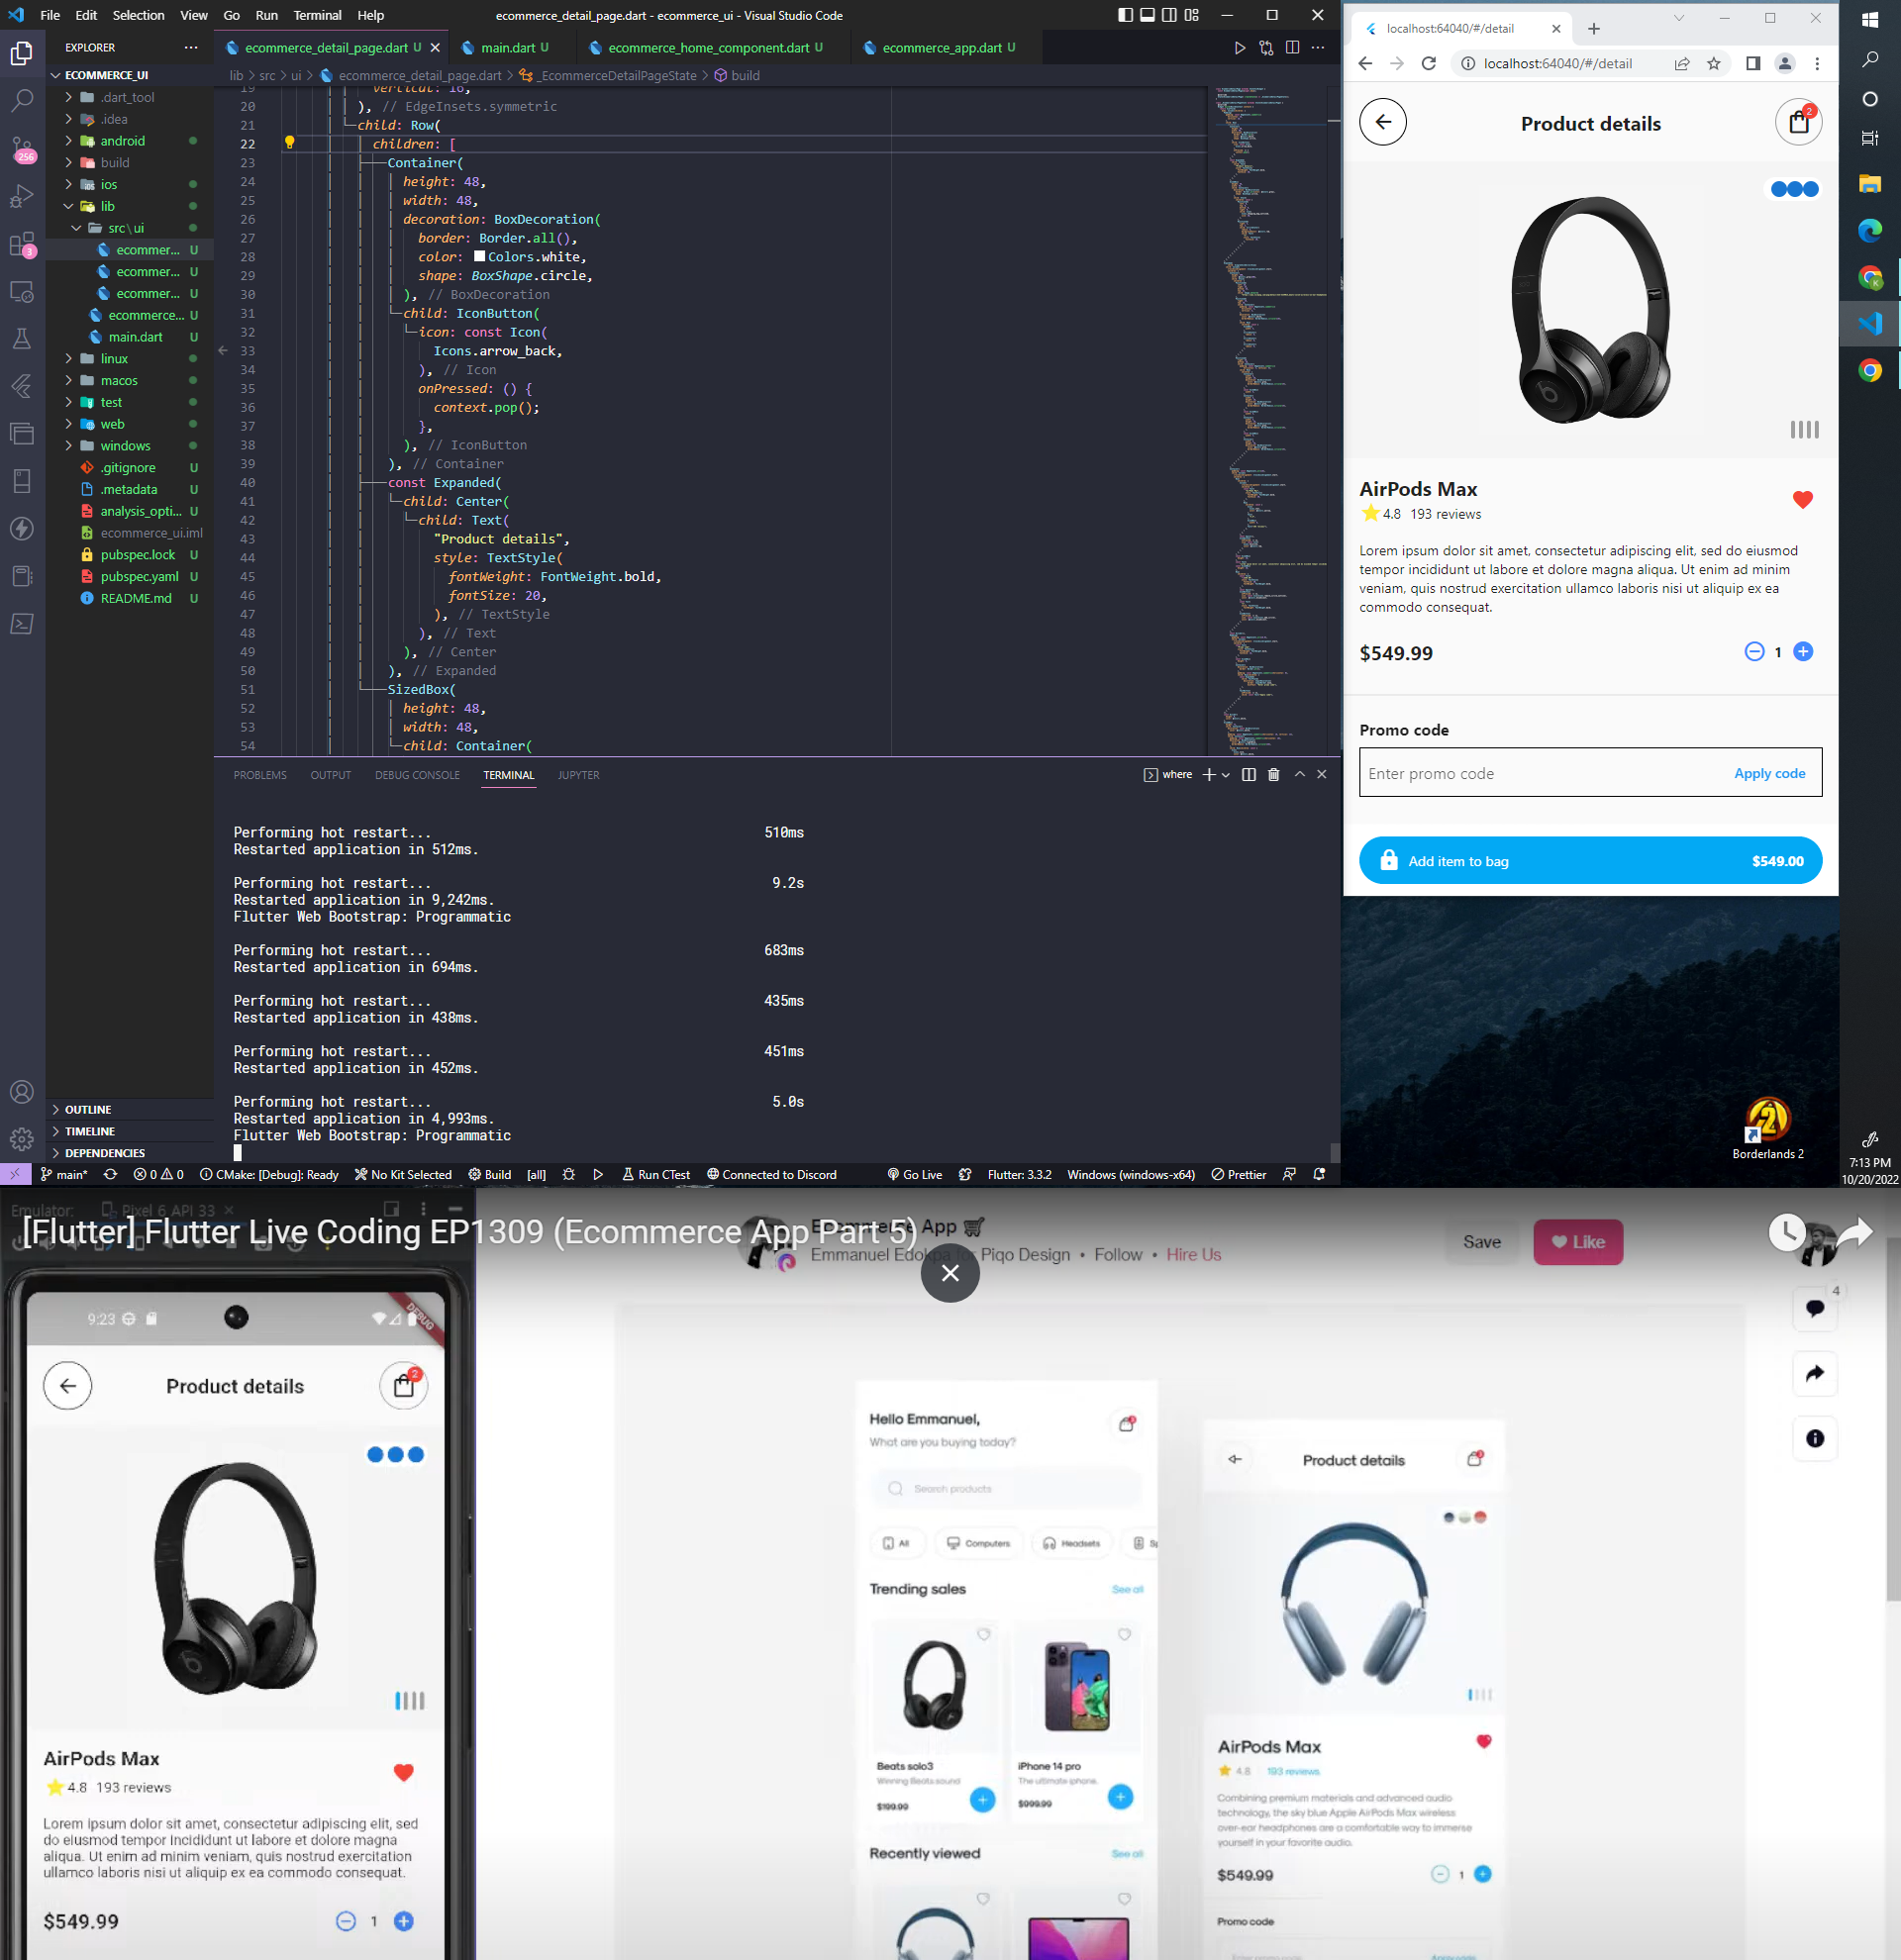 File Edit Selection View Go Run Terminal Help
ecommerce_detail_page.dart - ecommerce_ui - Visual Studio Code
EXPLORER
ecommerce_detail_page.dart U
main.dart U
ecommerce_home_component.dart U
ecommerce_app.dart U
ECOMMERCE_UI
lib > src > ui > ecommerce_detail_page.dart > _EcommerceDetailPageState > build
.dart_tool
.idea
android
build
ios
lib
src\ui
ecommer... U
ecommer... U
ecommer... U
ecommerce... U
main.dart U
linux
macos
test
web
windows
.gitignore U
.metadata U
analysis_opti... U
ecommerce_ui.iml
pubspec.lock U
pubspec.yaml U
README.md U
256
3
OUTLINE
TIMELINE
DEPENDENCIES
19 vertical: 16,
20 ), // EdgeInsets.symmetric
21 child: Row(
22 children: [
23 Container(
24 height: 48,
25 width: 48,
26 decoration: BoxDecoration(
27 border: Border.all(),
28 color: Colors.white,
29 shape: BoxShape.circle,
30 ), // BoxDecoration
31 child: IconButton(
32 icon: const Icon(
33 Icons.arrow_back,
34 ), // Icon
35 onPressed: () {
36 context.pop();
37 },
38 ), // IconButton
39 ), // Container
40 const Expanded(
41 child: Center(
42 child: Text(
43 "Product details",
44 style: TextStyle(
45 fontWeight: FontWeight.bold,
46 fontSize: 20,
47 ), // TextStyle
48 ), // Text
49 ), // Center
50 ), // Expanded
51 SizedBox(
52 height: 48,
53 width: 48,
54 child: Container(
PROBLEMS OUTPUT DEBUG CONSOLE TERMINAL JUPYTER
where
Performing hot restart... 510ms
Restarted application in 512ms.
Performing hot restart... 9.2s
Restarted application in 9,242ms.
Flutter Web Bootstrap: Programmatic
Performing hot restart... 683ms
Restarted application in 694ms.
Performing hot restart... 435ms
Restarted application in 438ms.
Performing hot restart... 451ms
Restarted application in 452ms.
Performing hot restart... 5.0s
Restarted application in 4,993ms.
Flutter Web Bootstrap: Programmatic
main* 0 0 CMake: [Debug]: Ready No Kit Selected Build [all] Run CTest Connected to Discord Go Live Flutter: 3.3.2 Windows (windows-x64) Prettier
localhost:64040/#/detail
localhost:64040/#/detail
Product details
2
AirPods Max
4.8 193 reviews
Lorem ipsum dolor sit amet, consectetur adipiscing elit, sed do eiusmod
tempor incididunt ut labore et dolore magna aliqua. Ut enim ad minim
veniam, quis nostrud exercitation ullamco laboris nisi ut aliquip ex ea
commodo consequat.
$549.99
1
Promo code
Enter promo code
Apply code
Add item to bag
$549.00
Borderlands 2
7:13 PM
10/20/2022
Emulator: Pixel 6 API 33
[Flutter] Flutter Live Coding EP1309 (Ecommerce App Part 5)
9:23
DEBUG
Product details
2
AirPods Max
4.8 193 reviews
Lorem ipsum dolor sit amet, consectetur adipiscing elit, sed
do eiusmod tempor incididunt ut labore et dolore magna
aliqua. Ut enim ad minim veniam, quis nostrud exercitation
ullamco laboris nisi ut aliquip ex ea commodo consequat.
$549.99
1
Ecommerce App
Emmanuel Edokpa for Piqo Design • Follow • Hire Us
Save
Like
4
Hello Emmanuel,
What are you buying today?
Search products
All
Computers
Headsets
Sp
Trending sales
See all
Beats solo3
Winning Beats sound
$199.99
iPhone 14 pro
The ultimate iphone.
$999.99
Recently viewed
See all
Product details
AirPods Max
4.8 193 reviews
Combining premium materials and advanced audio
technology, the sky blue Apple AirPods Max wireless
over-ear headphones are a comfortable way to immerse
yourself in your favorite audio.
$549.99
1
Promo code
Enter promo code
Apply code